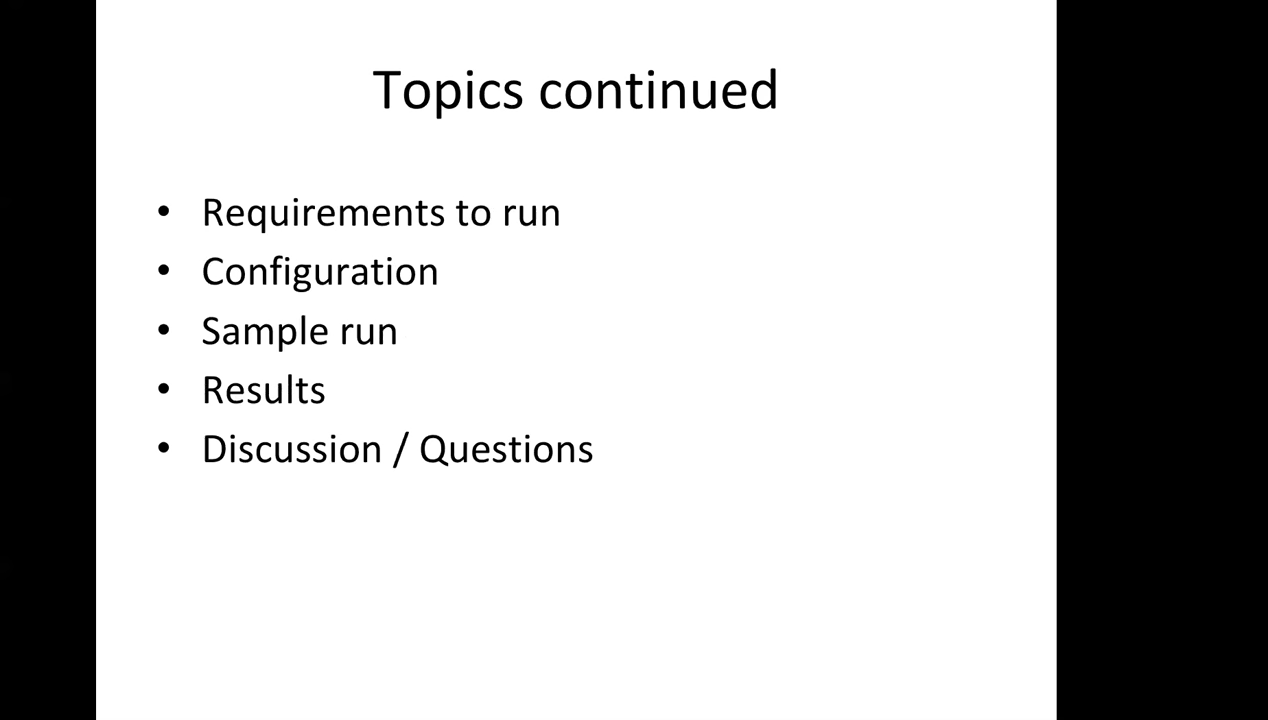 Topics continued
• Requirements to run
• Configuration
• Sample run
• Results
• Discussion / Questions